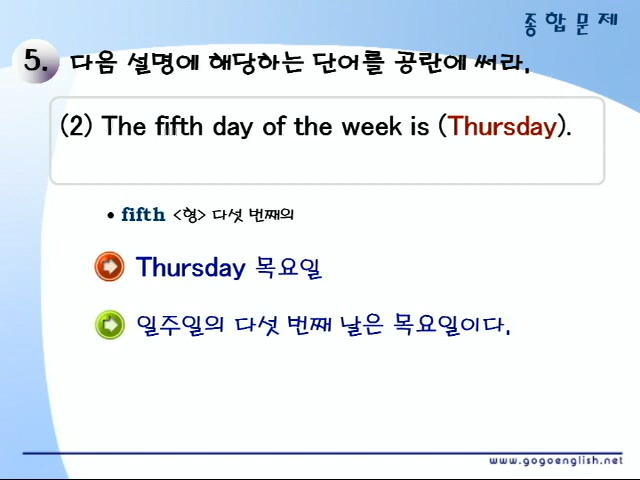 종합문제
5. 다음 설명에 해당하는 단어를 공란에 써라.
(2) The fifth day of the week is (Thursday).
• fifth <형> 다섯 번째의
Thursday 목요일
일주일의 다섯 번째 날은 목요일이다.
www.gogoenglish.net